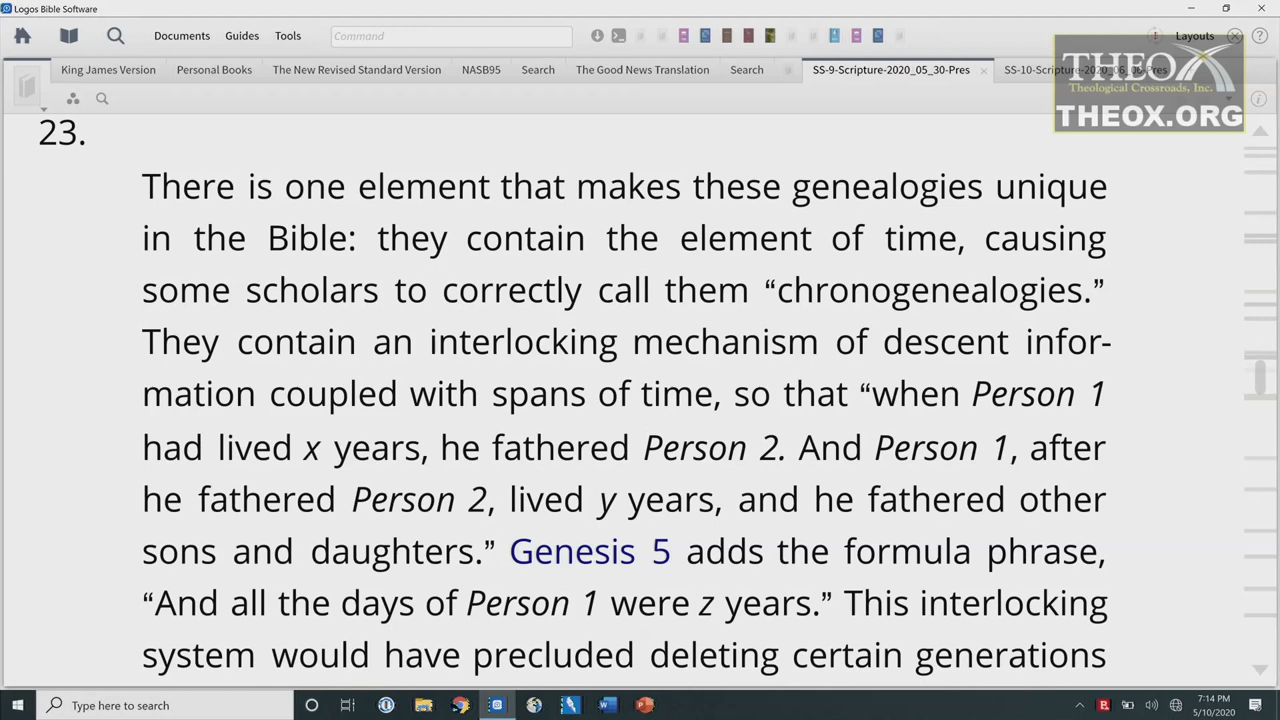 Logos Bible Software
Documents Guides Tools Command Layouts
King James Version Personal Books The New Revised NASB95 Search The Good News Translation Search SS-9-Scripture-2020_05_30-Pres SS-10-Scripture-2020_06_06-Pres
THEOX
Theological Crossroads, Inc.
THEOX.ORG
23.
There is one element that makes these genealogies unique
in the Bible: they contain the element of time, causing
some scholars to correctly call them “chronogenealogies.”
They contain an interlocking mechanism of descent infor-
mation coupled with spans of time, so that “when Person 1
had lived x years, he fathered Person 2. And Person 1, after
he fathered Person 2, lived y years, and he fathered other
sons and daughters.” Genesis 5 adds the formula phrase,
“And all the days of Person 1 were z years.” This interlocking
system would have precluded deleting certain generations
Type here to search
7:14 PM
5/10/2020